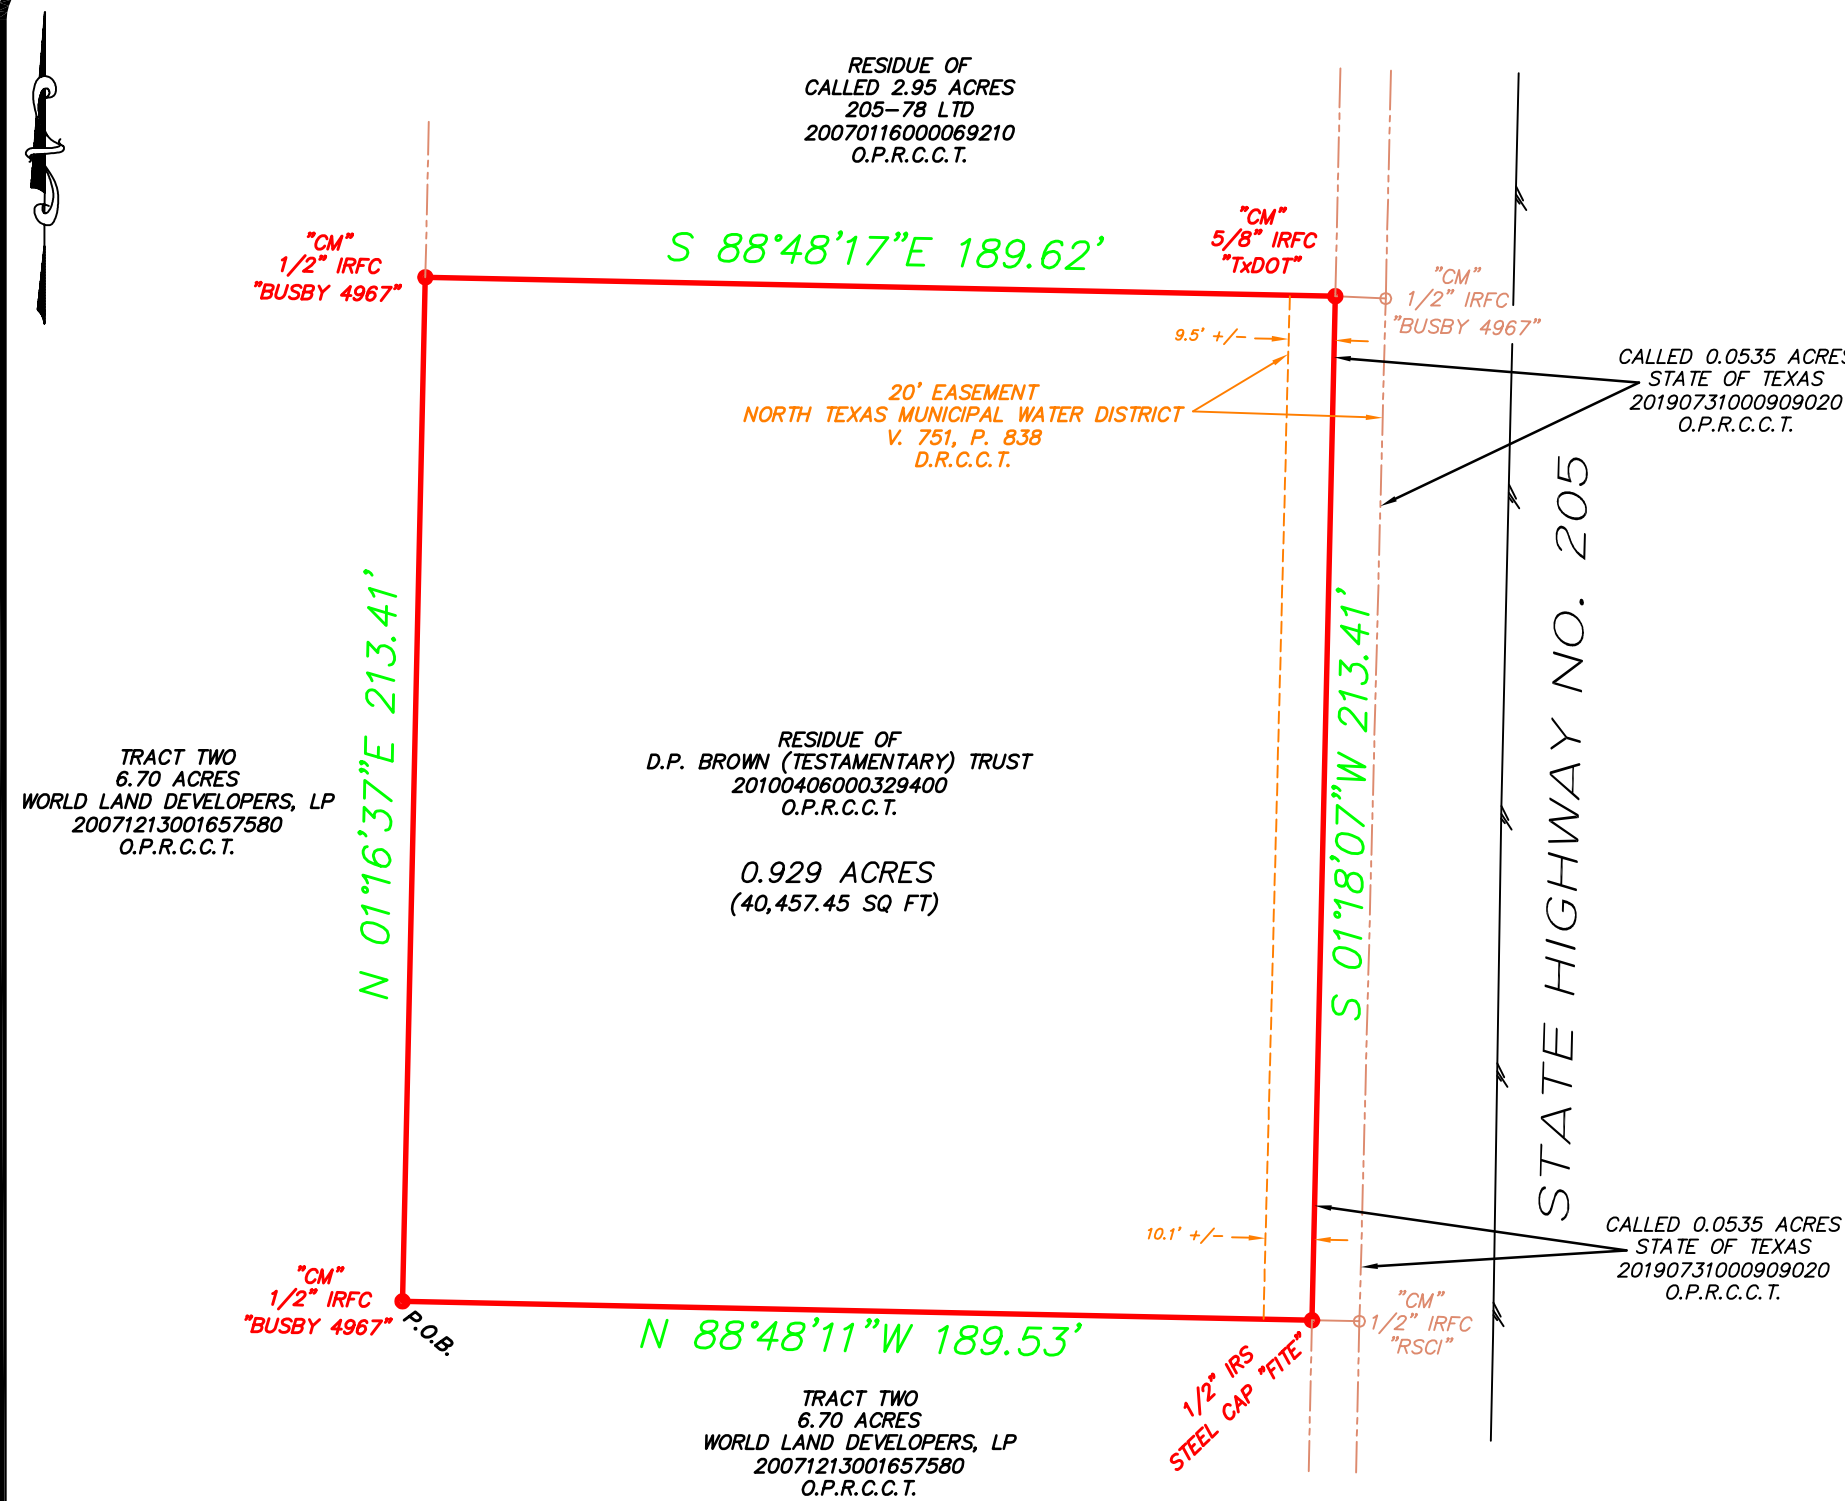 RESIDUE OF
CALLED 2.95 ACRES
205-78 LTD
20070116000069210
O.P.R.C.C.T.
"CM"
1/2" IRFC
"BUSBY 4967"
S 88°48'17"E 189.62'
"CM"
5/8" IRFC
"TxDOT"
"CM"
1/2" IRFC
"BUSBY 4967"
9.5' +/-
CALLED 0.0535 ACRES
STATE OF TEXAS
20190731000909020
O.P.R.C.C.T.
20' EASEMENT
NORTH TEXAS MUNICIPAL WATER DISTRICT
V. 751, P. 838
D.R.C.C.T.
STATE HIGHWAY NO. 205
N 01°16'37"E 213.41'
S 01°18'07"W 213.41'
TRACT TWO
6.70 ACRES
WORLD LAND DEVELOPERS, LP
20071213001657580
O.P.R.C.C.T.
RESIDUE OF
D.P. BROWN (TESTAMENTARY) TRUST
20100406000329400
O.P.R.C.C.T.
0.929 ACRES
(40,457.45 SQ FT)
10.1' +/-
CALLED 0.0535 ACRES
STATE OF TEXAS
20190731000909020
O.P.R.C.C.T.
"CM"
1/2" IRFC
"BUSBY 4967"
P.O.B.
N 88°48'11"W 189.53'
1/2" IRS
STEEL CAP "FITE"
"CM"
1/2" IRFC
"RSCI"
TRACT TWO
6.70 ACRES
WORLD LAND DEVELOPERS, LP
20071213001657580
O.P.R.C.C.T.